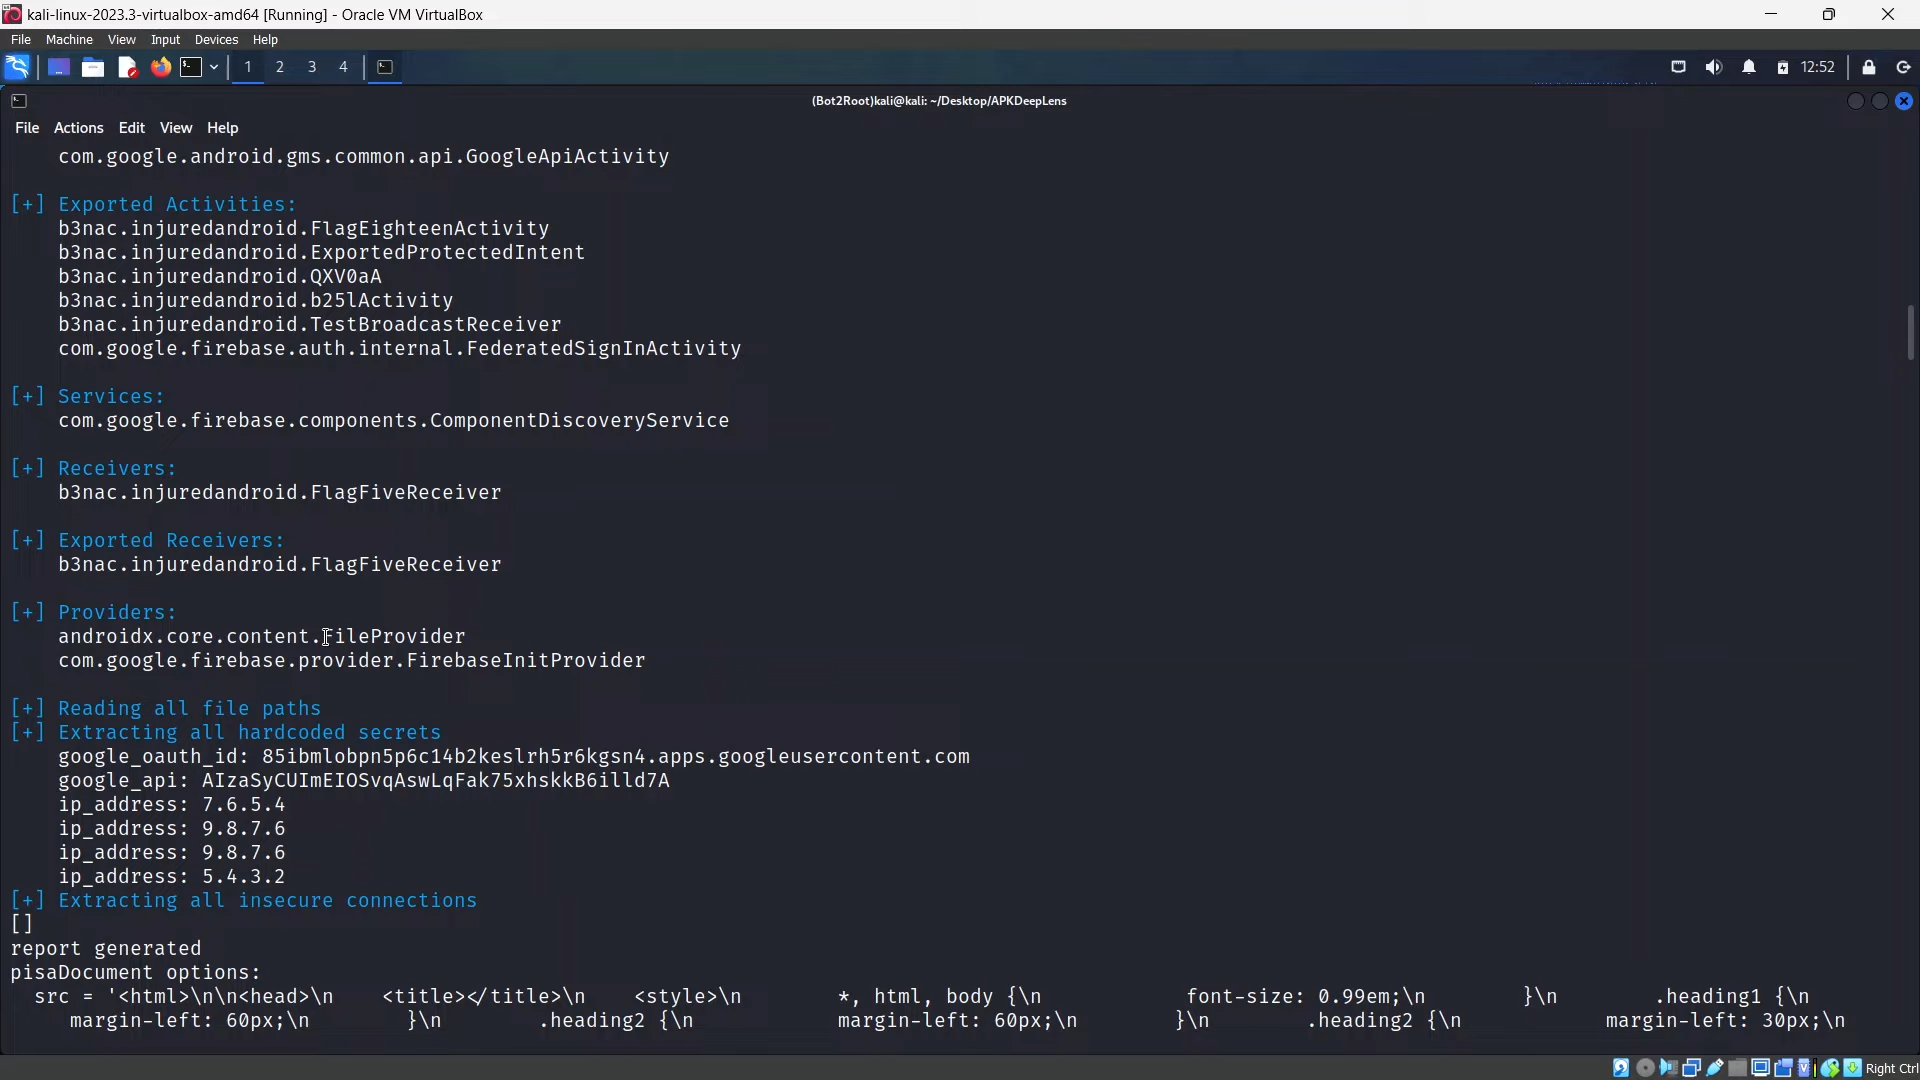 kali-linux-2023.3-virtualbox-amd64 [Running] - Oracle VM VirtualBox
File Machine View Input Devices Help
1 2 3 4 12:52
(Bot2Root)kali@kali: ~/Desktop/APKDeepLens
File Actions Edit View Help
com.google.android.gms.common.api.GoogleApiActivity
[+] Exported Activities:
b3nac.injuredandroid.FlagEighteenActivity
b3nac.injuredandroid.ExportedProtectedIntent
b3nac.injuredandroid.QXV0aA
b3nac.injuredandroid.b25lActivity
b3nac.injuredandroid.TestBroadcastReceiver
com.google.firebase.auth.internal.FederatedSignInActivity
[+] Services:
com.google.firebase.components.ComponentDiscoveryService
[+] Receivers:
b3nac.injuredandroid.FlagFiveReceiver
[+] Exported Receivers:
b3nac.injuredandroid.FlagFiveReceiver
[+] Providers:
androidx.core.content.FileProvider
com.google.firebase.provider.FirebaseInitProvider
[+] Reading all file paths
[+] Extracting all hardcoded secrets
google_oauth_id: 85ibmlobpn5p6c14b2keslrh5r6kgsn4.apps.googleusercontent.com
google_api: AIzaSyCUImEIOSvqAswLqFak75xhskkB6illd7A
ip_address: 7.6.5.4
ip_address: 9.8.7.6
ip_address: 9.8.7.6
ip_address: 5.4.3.2
[+] Extracting all insecure connections
[]
report generated
pisaDocument options:
src = '<html>\n\n<head>\n <title></title>\n <style>\n *, html, body {\n font-size: 0.99em;\n }\n .heading1 {\n
margin-left: 60px;\n }\n .heading2 {\n margin-left: 60px;\n }\n .heading2 {\n margin-left: 30px;\n
Right Ctrl